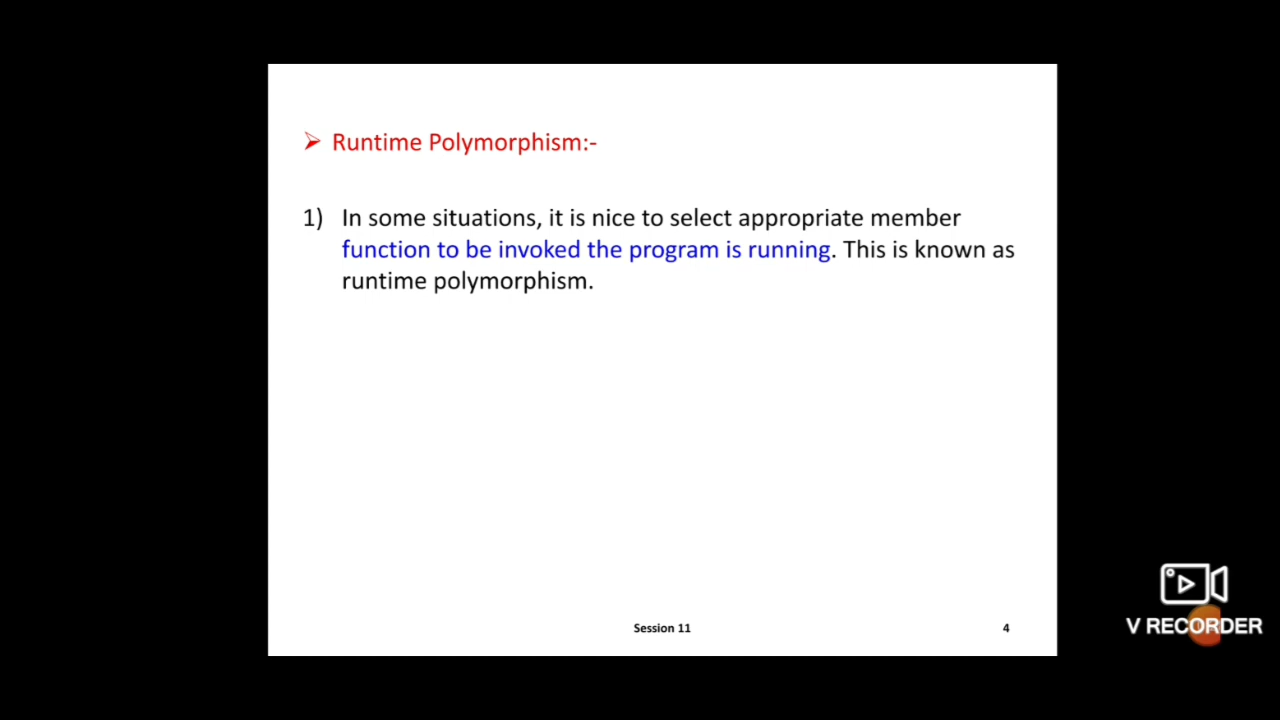 Runtime Polymorphism:-
1) In some situations, it is nice to select appropriate member
function to be invoked the program is running. This is known as
runtime polymorphism.
Session 11
4
V RECORDER